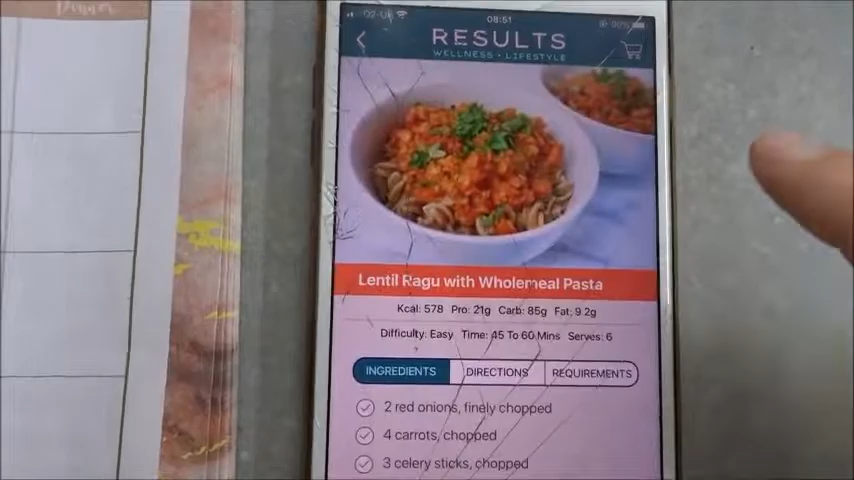 Dinner
O2-UK 08:51 90%
RESULTS
WELLNESS • LIFESTYLE
Lentil Ragu with Wholemeal Pasta
Kcal: 578 Pro: 21g Carb: 85g Fat: 9.2g
Difficulty: Easy Time: 45 To 60 Mins Serves: 6
INGREDIENTS DIRECTIONS REQUIREMENTS
2 red onions, finely chopped
4 carrots, chopped
3 celery sticks, chopped